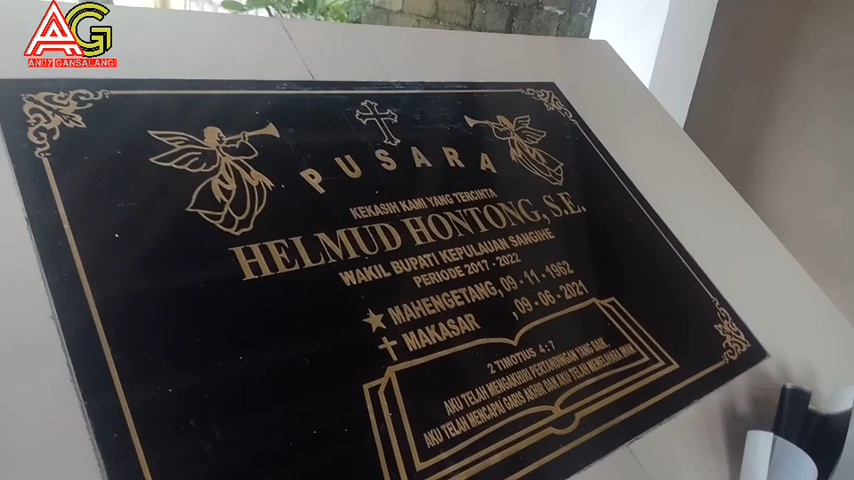 AG
ANDY GANSALANG
PUSARA
KEKASIH KAMI YANG TERCINTA
HELMUD HONTONG, S.E.
WAKIL BUPATI KEPULAUAN SANGIHE
PERIODE 2017 - 2022
MAHENGETANG, 09 - 11 - 1962
MAKASAR , 09 - 06 - 2021
2 TIMOTIUS 4 : 7
AKU TELAH MENGAKHIRI PERTANDINGAN YANG BAIK,
AKU TELAH MENCAPAI GARIS AKHIR DAN AKU TELAH MEMELIHARA IMAN